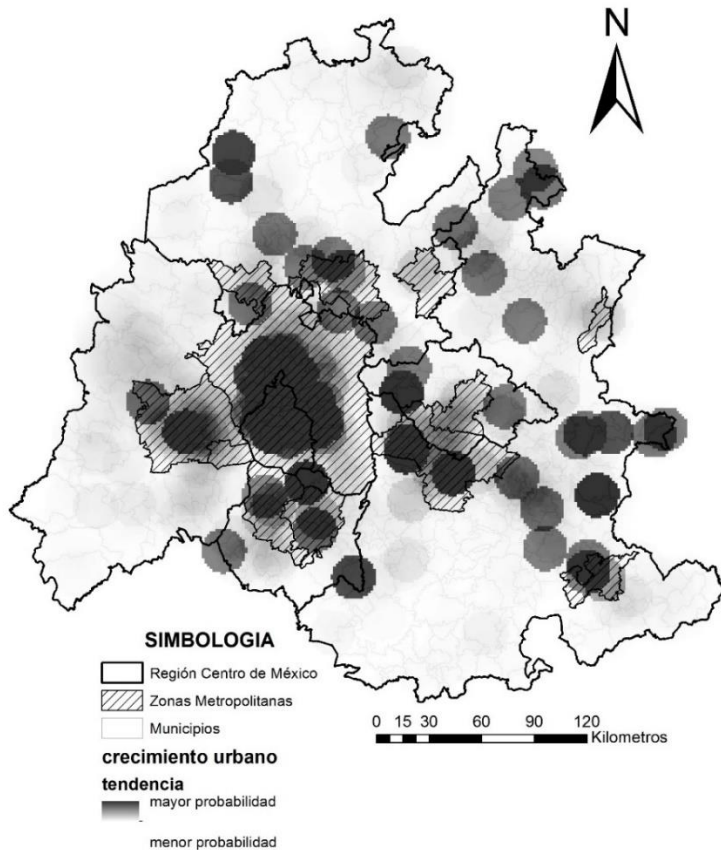 N
SIMBOLOGIA
Región Centro de México
Zonas Metropolitanas
Municipios
crecimiento urbano
tendencia
mayor probabilidad
menor probabilidad
0 15 30 60 90 120
Kilometros